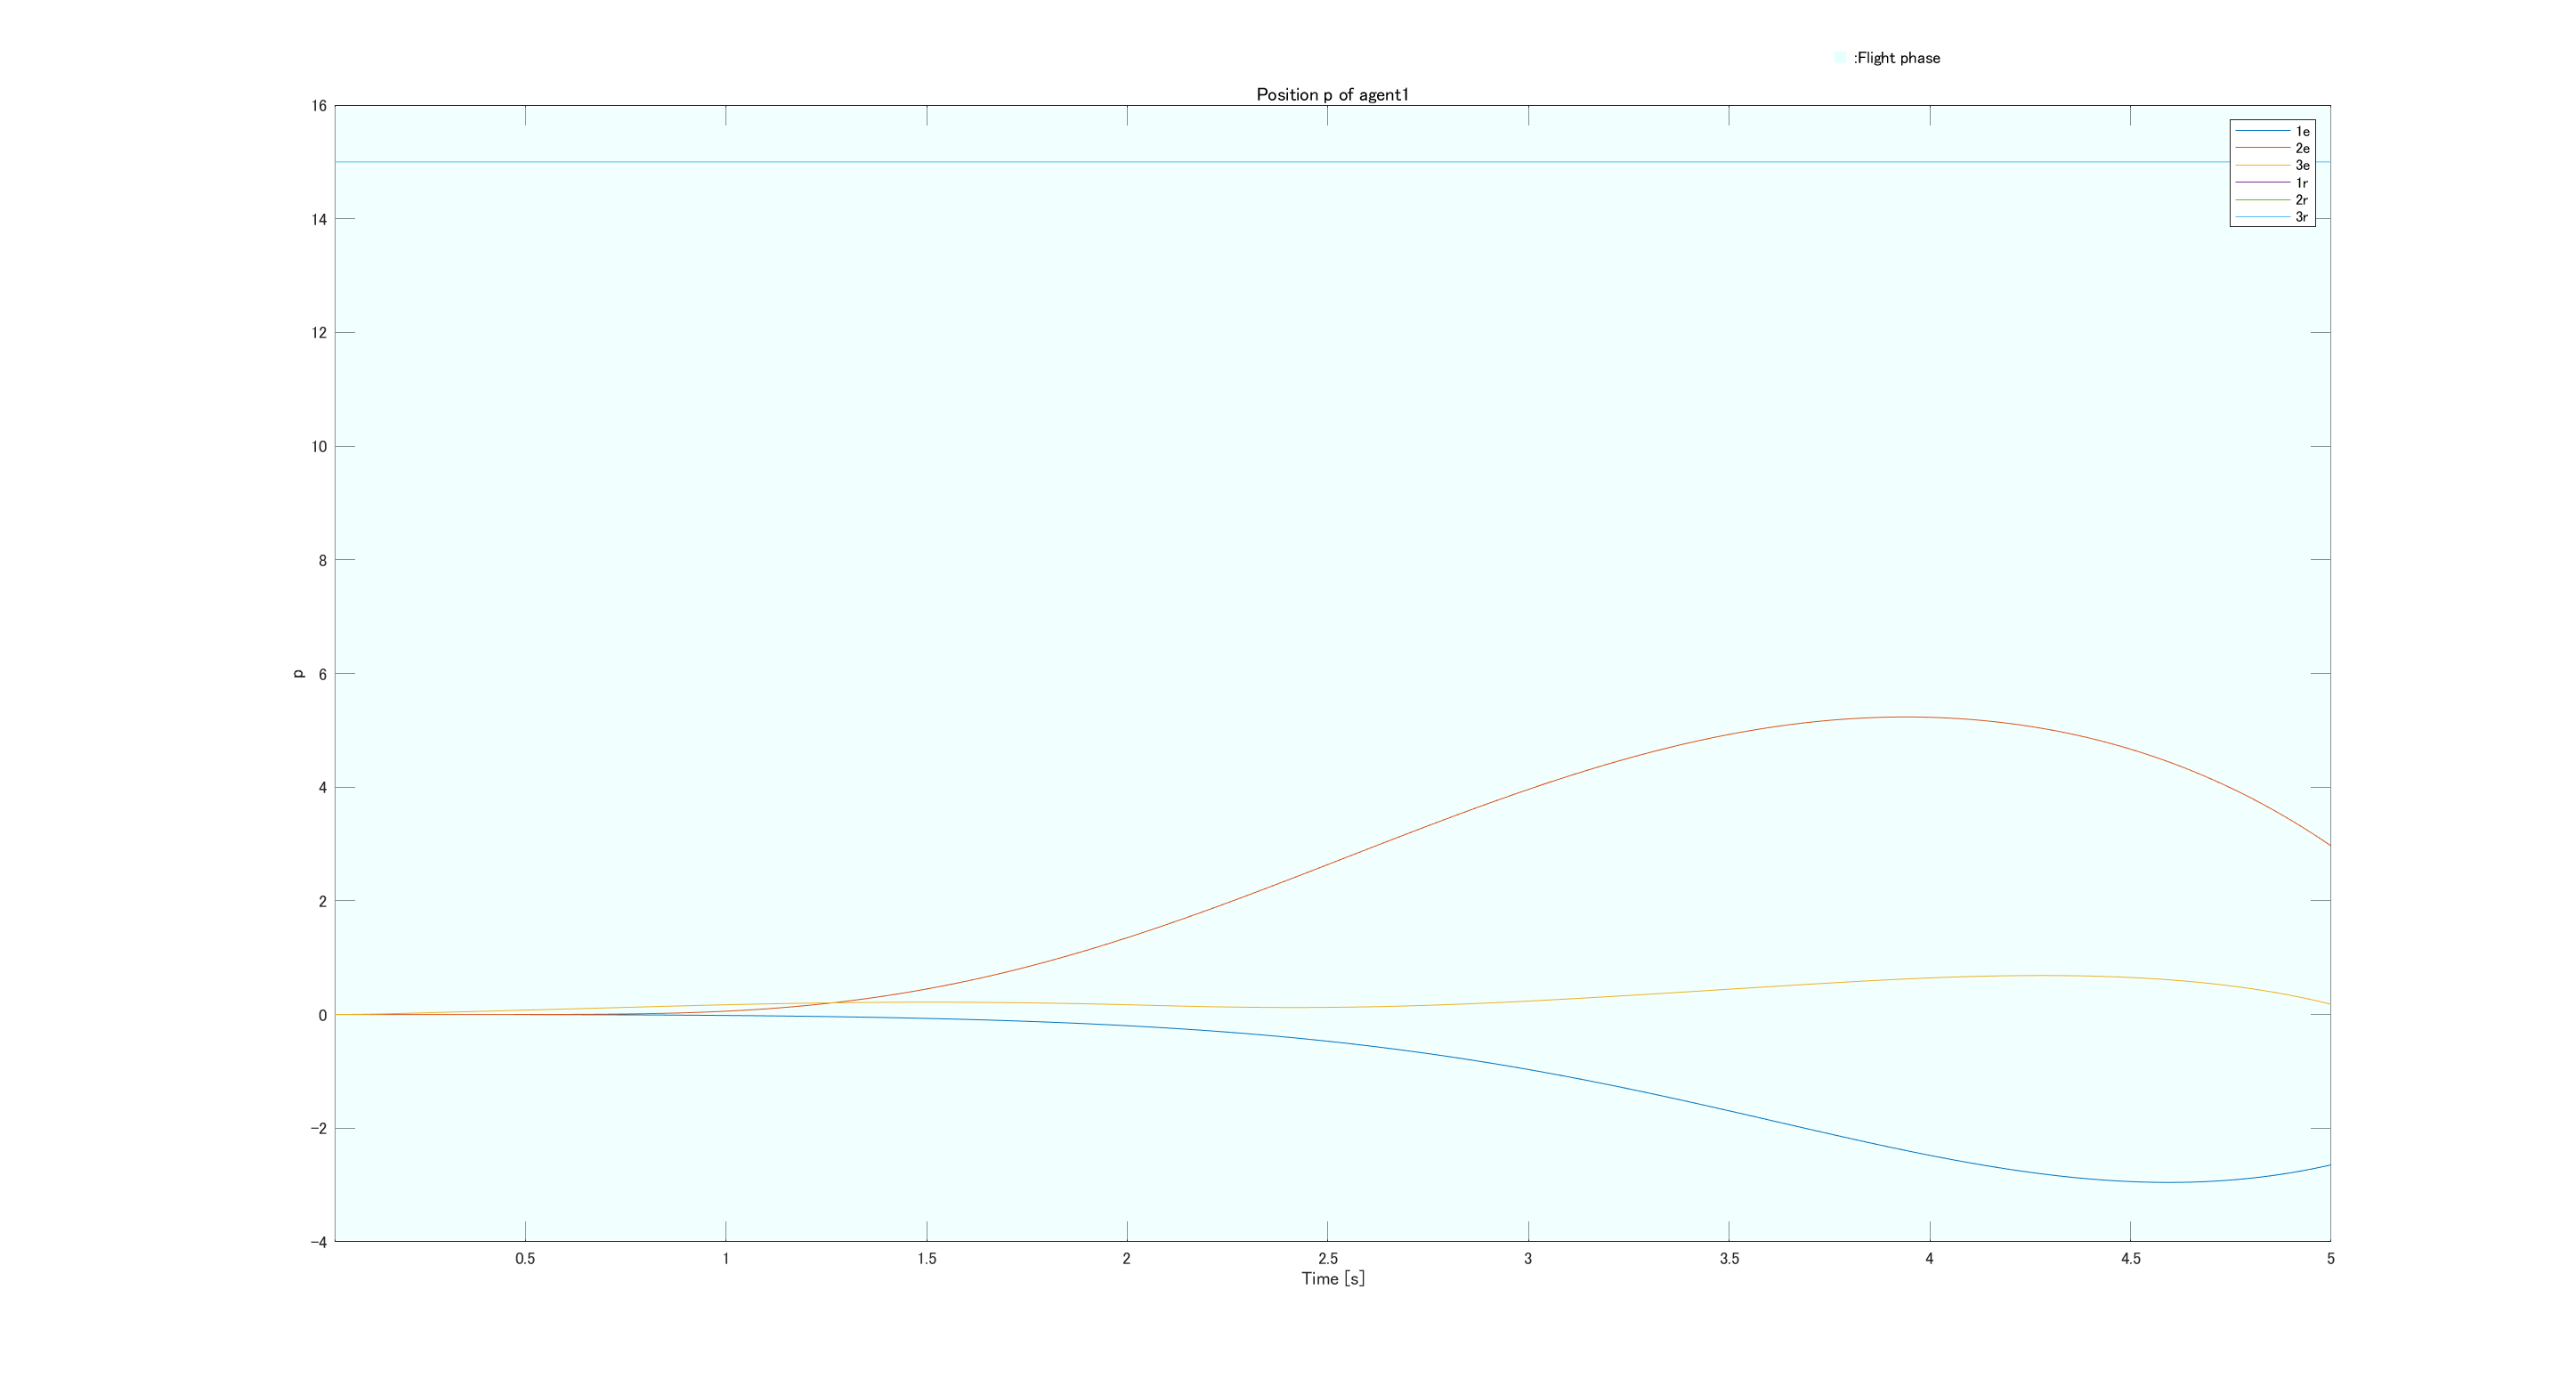 :Flight phase
Position p of agent1
16
14
12
10
8
6
4
2
0
-2
-4
p
1e
2e
3e
1r
2r
3r
0.5 1 1.5 2 2.5 3 3.5 4 4.5 5
Time [s]